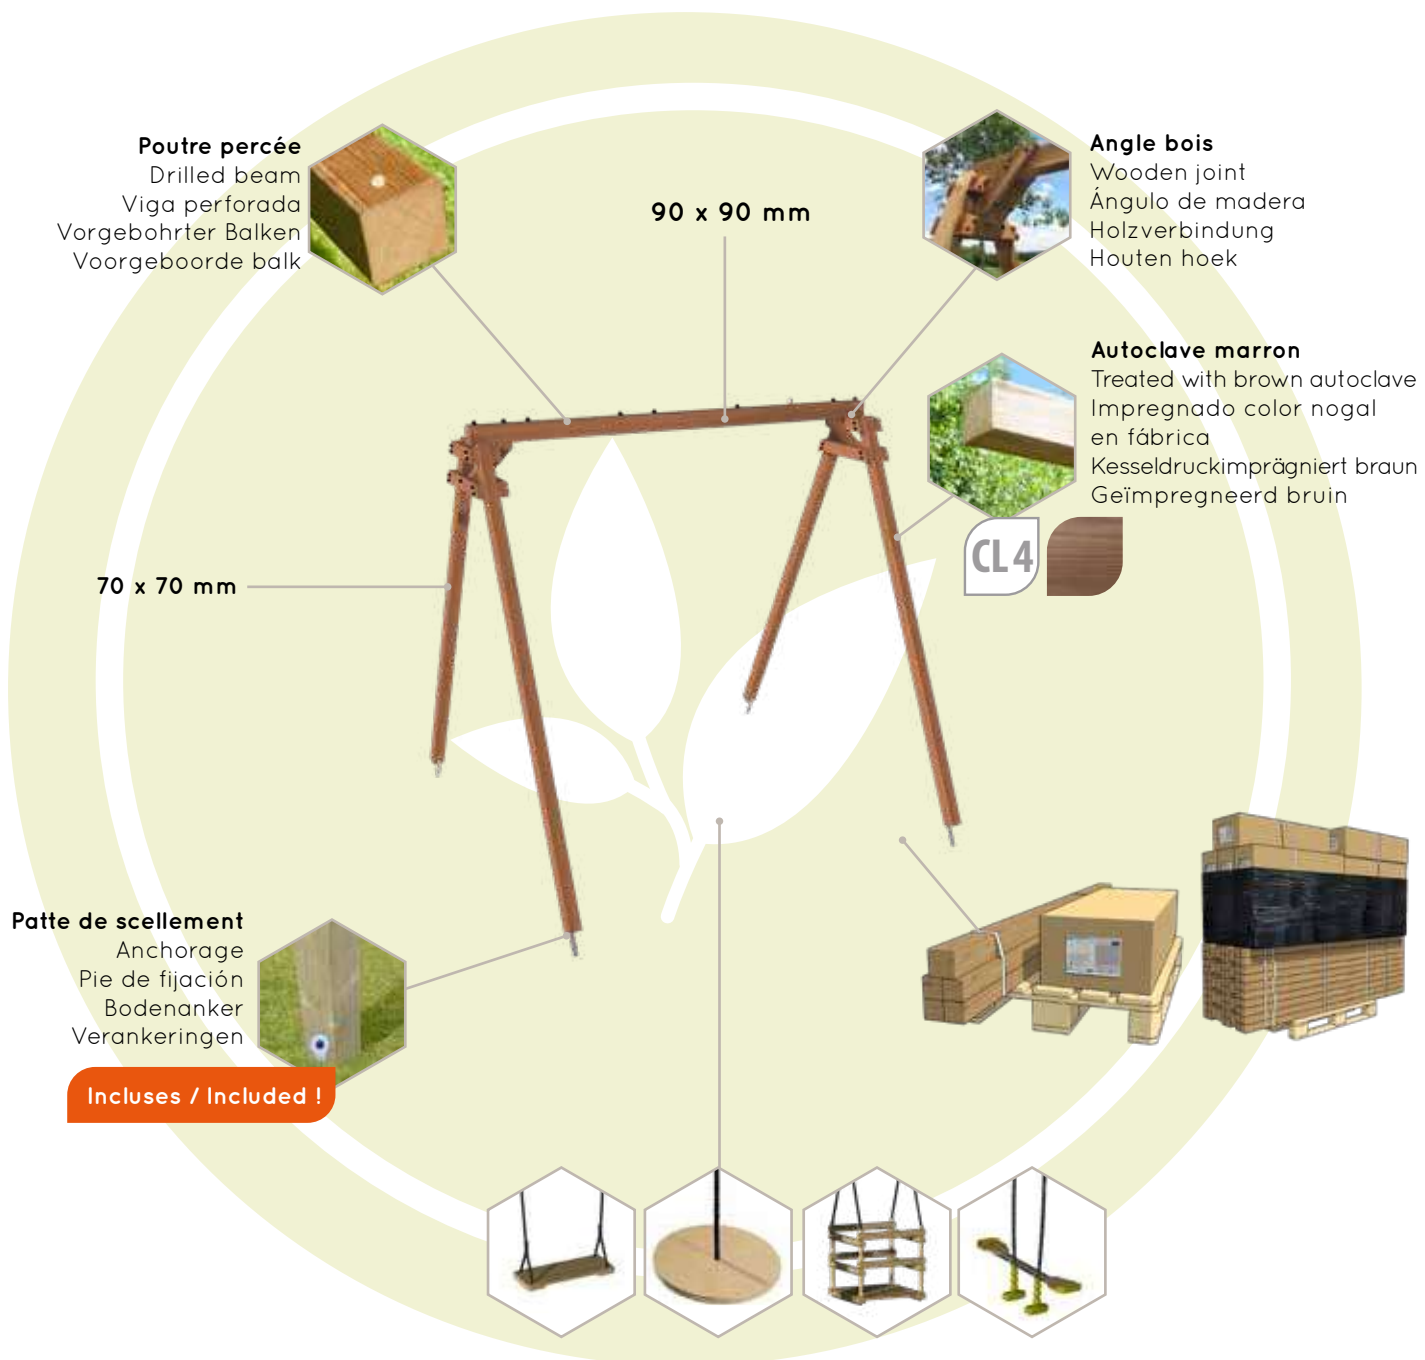 Poutre percée
Drilled beam
Viga perforada
Vorgebohrter Balken
Voorgeboorde balk
90 x 90 mm
Angle bois
Wooden joint
Ángulo de madera
Holzverbindung
Houten hoek
Autoclave marron
Treated with brown autoclave
Impregnado color nogal
en fábrica
Kesseldruckimprägniert braun
Geïmpregneerd bruin
CL 4
70 x 70 mm
Patte de scellement
Anchorage
Pie de fijación
Bodenanker
Verankeringen
Incluses / Included !